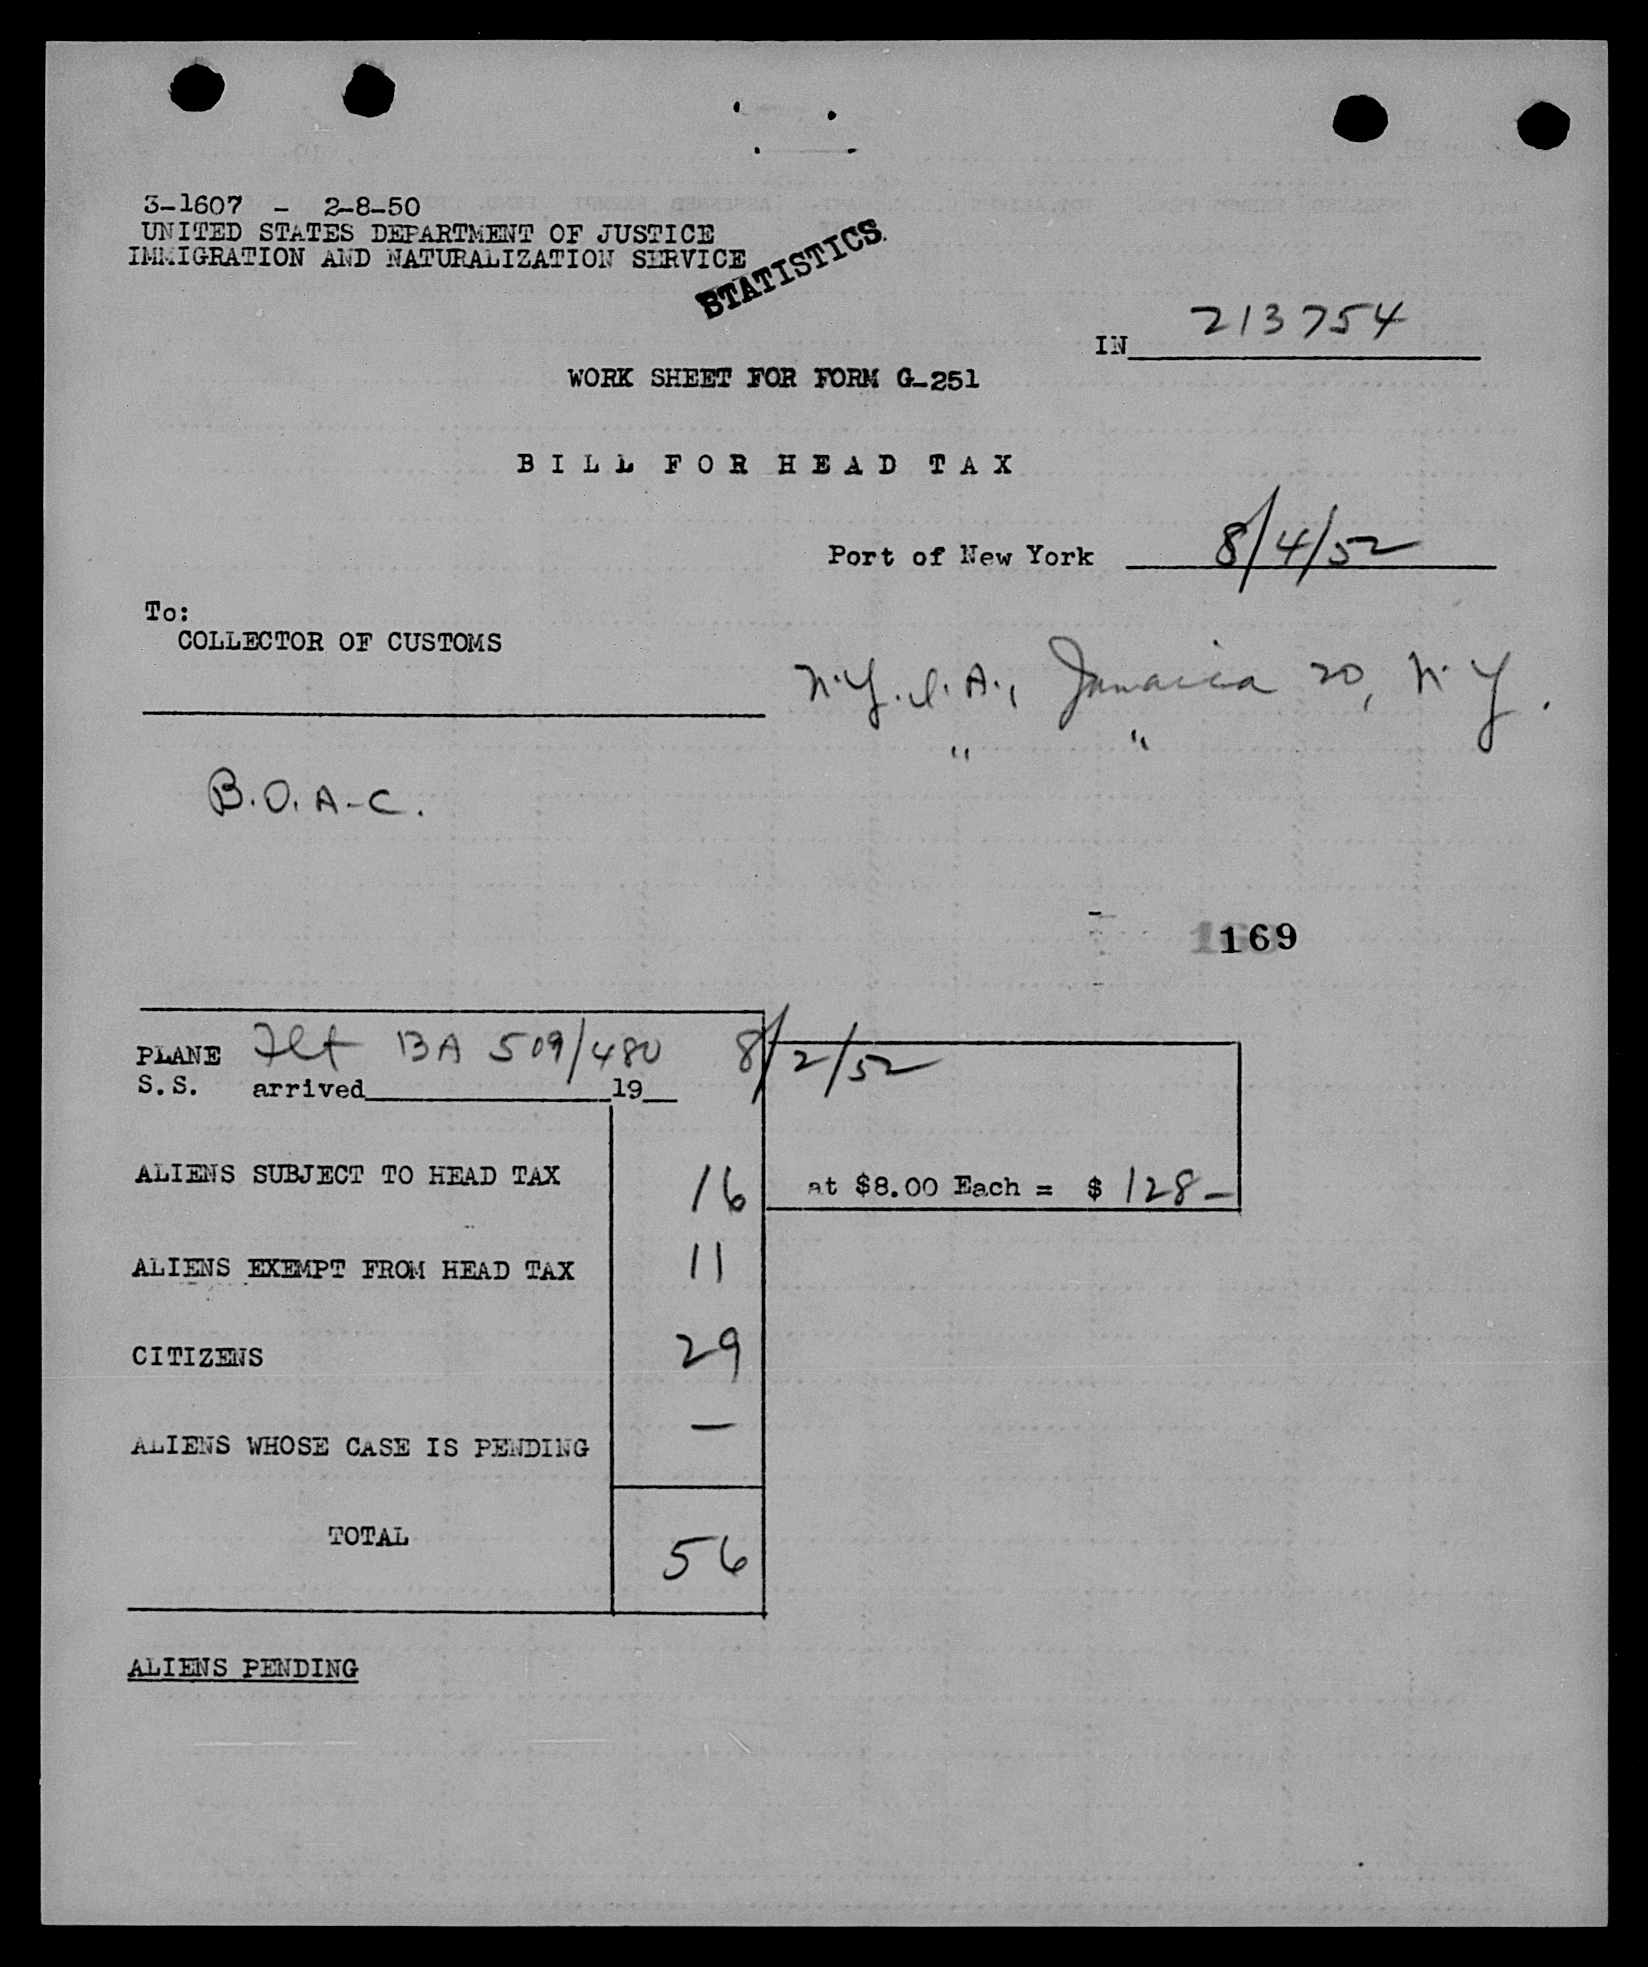 3-1607 - 2-8-50
UNITED STATES DEPARTMENT OF JUSTICE
IMMIGRATION AND NATURALIZATION SERVICE
STATISTICS.
IN 213754
WORK SHEET FOR FORM G-251
BILL FOR HEAD TAX
Port of New York 8/4/52
To:
COLLECTOR OF CUSTOMS
N.Y.I.A., Jamaica 20, N.Y.
" "
B.O.A-C.
169
PLANE Flt BA 509/480 8/2/52
S.S. arrived 19
ALIENS SUBJECT TO HEAD TAX 16 at $8.00 Each = $ 128-
ALIENS EXEMPT FROM HEAD TAX 11
CITIZENS 29
ALIENS WHOSE CASE IS PENDING —
TOTAL 56
ALIENS PENDING